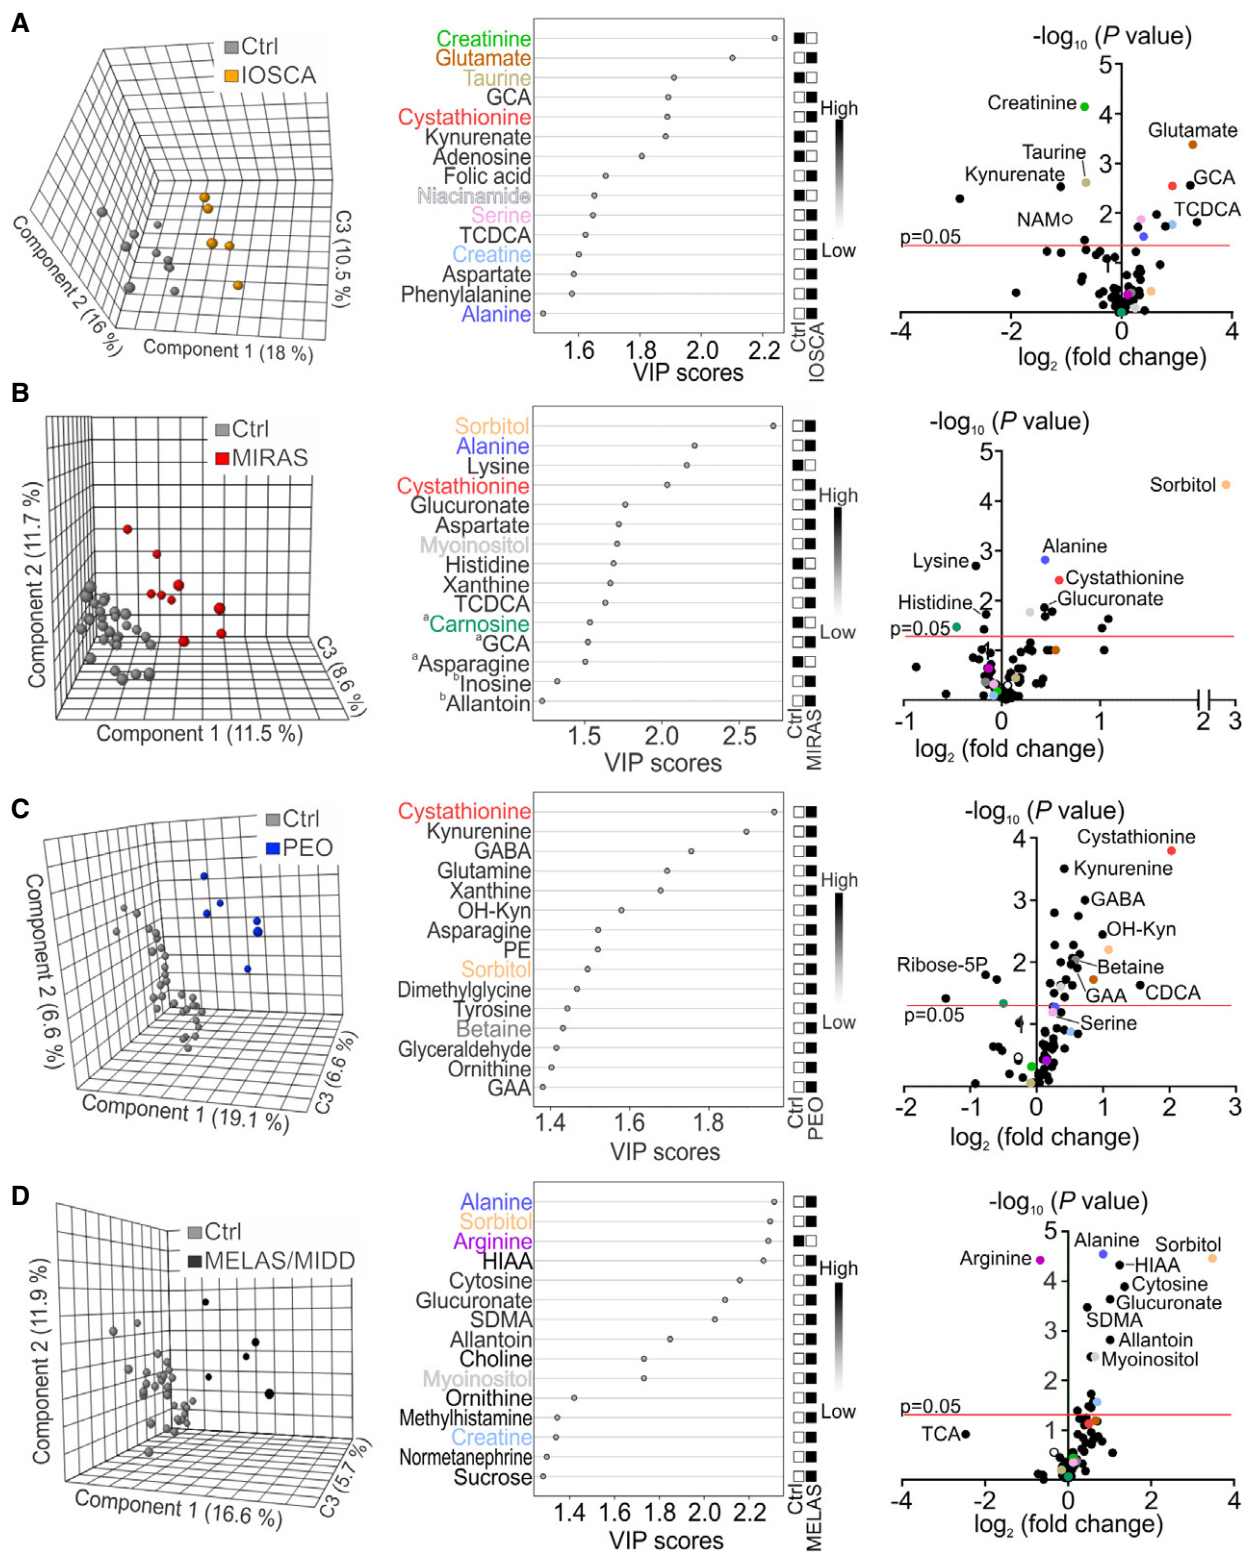 A
Ctrl
IOSCA
Component 2 (16 %)
Component 1 (18 %)
C3 (10.5 %)
Creatinine
Glutamate
Taurine
GCA
Cystathionine
Kynurenate
Adenosine
Folic acid
Niacinamide
Serine
TCDCA
Creatine
Aspartate
Phenylalanine
Alanine
1.6 1.8 2.0 2.2
VIP scores
Ctrl
IOSCA
High
Low
-log10 (P value)
5
4
3
2
1
Creatinine
Glutamate
Taurine
Kynurenate
GCA
NAM
TCDCA
p=0.05
-4 -2 0 2 4
log2 (fold change)
B
Ctrl
MIRAS
Component 2 (11.7 %)
Component 1 (11.5 %)
C3 (8.6 %)
Sorbitol
Alanine
Lysine
Cystathionine
Glucuronate
Aspartate
Myoinositol
Histidine
Xanthine
TCDCA
aCarnosine
aGCA
aAsparagine
bInosine
bAllantoin
1.5 2.0 2.5
VIP scores
Ctrl
MIRAS
High
Low
-log10 (P value)
5
4
3
2
1
Sorbitol
Alanine
Lysine
Cystathionine
Glucuronate
Histidine
p=0.05
-1 0 1 2 3
log2 (fold change)
C
Ctrl
PEO
Component 2 (6.6 %)
Component 1 (19.1 %)
C3 (6.6 %)
Cystathionine
Kynurenine
GABA
Glutamine
Xanthine
OH-Kyn
Asparagine
PE
Sorbitol
Dimethylglycine
Tyrosine
Betaine
Glyceraldehyde
Ornithine
GAA
1.4 1.6 1.8
VIP scores
Ctrl
PEO
High
Low
-log10 (P value)
4
3
2
1
Cystathionine
Kynurenine
GABA
OH-Kyn
Ribose-5P
Betaine
GAA
CDCA
Serine
p=0.05
-2 -1 0 1 2 3
log2 (fold change)
D
Ctrl
MELAS/MIDD
Component 2 (11.9 %)
Component 1 (16.6 %)
C3 (5.7 %)
Alanine
Sorbitol
Arginine
HIAA
Cytosine
Glucuronate
SDMA
Allantoin
Choline
Myoinositol
Ornithine
Methylhistamine
Creatine
Normetanephrine
Sucrose
1.4 1.6 1.8 2.0 2.2
VIP scores
Ctrl
MELAS
High
Low
-log10 (P value)
5
4
3
2
1
Alanine
Sorbitol
Arginine
HIAA
Cytosine
Glucuronate
SDMA
Allantoin
Myoinositol
p=0.05
TCA
-4 -2 0 2 4
log2 (fold change)